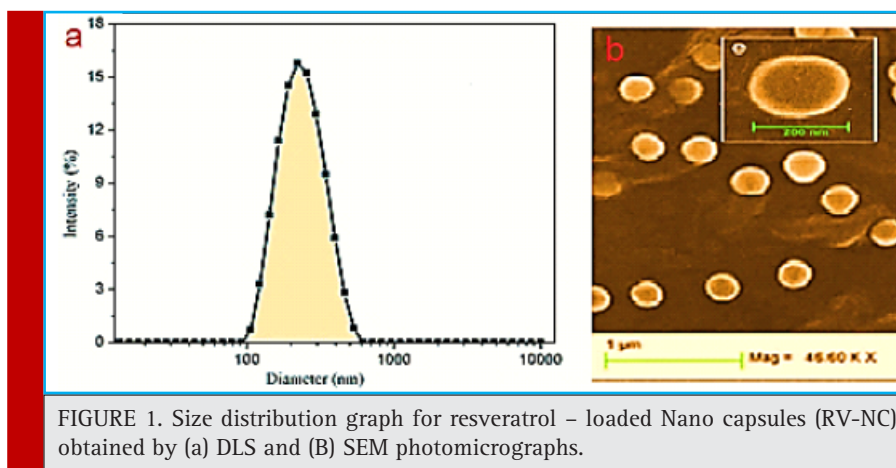 a
18
15
12
9
6
3
0
Intensity (%)
100
1000
10000
Diameter (nm)
b
200 nm
1 µm
Mag = 46.60 K X
FIGURE 1. Size distribution graph for resveratrol – loaded Nano capsules (RV-NC)
obtained by (a) DLS and (B) SEM photomicrographs.